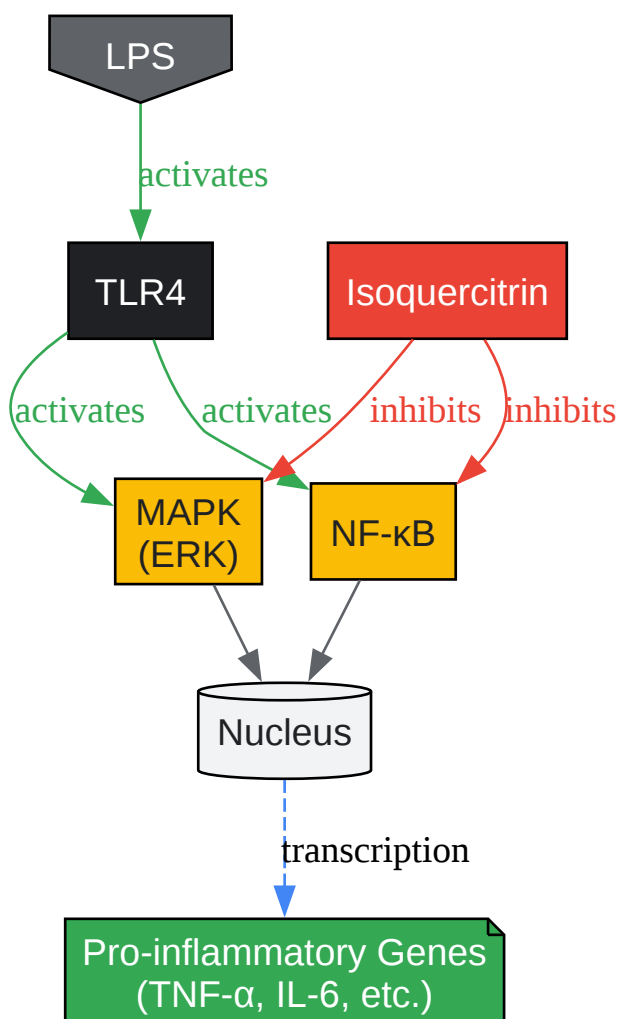 LPS
activates
TLR4
Isoquercitrin
activates
activates
inhibits
inhibits
MAPK
(ERK)
NF-κB
Nucleus
transcription
Pro-inflammatory Genes
(TNF-α, IL-6, etc.)